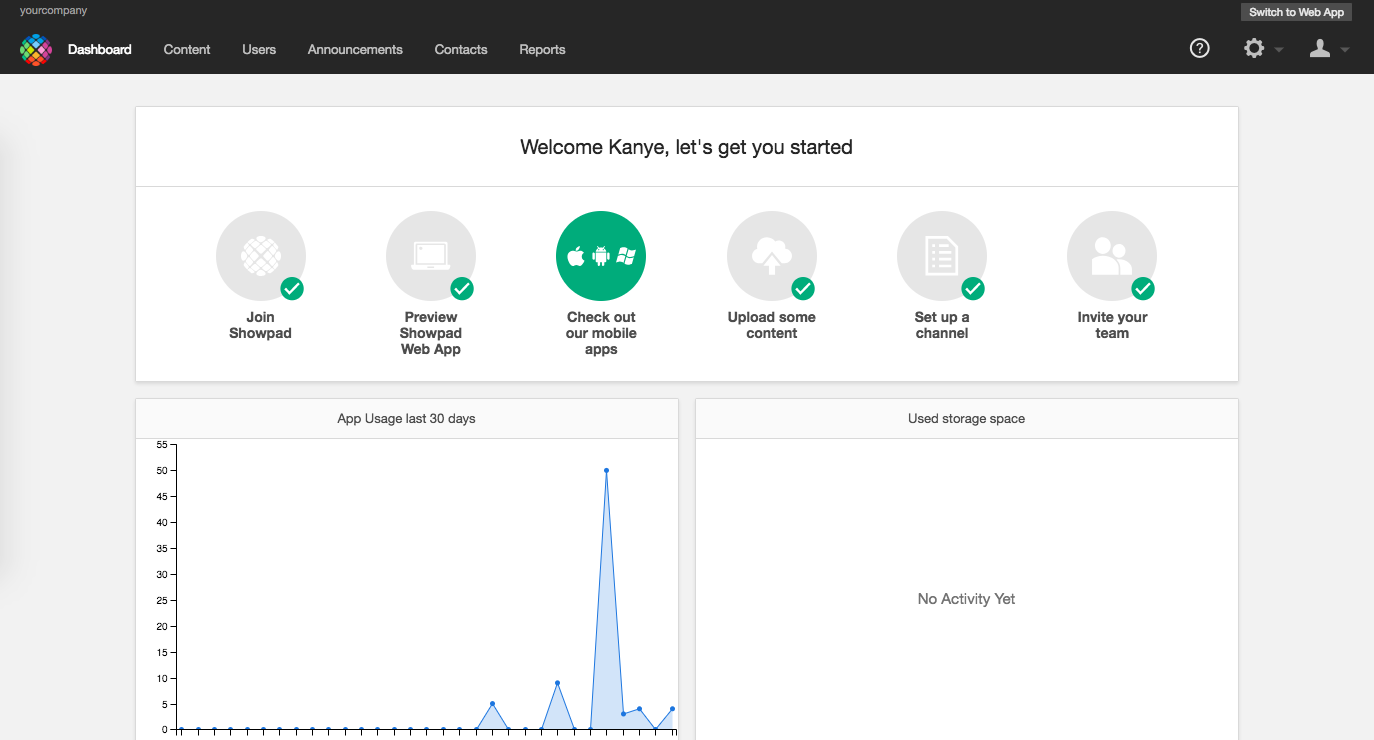 yourcompany
Switch to Web App
Dashboard Content Users Announcements Contacts Reports
Welcome Kanye, let's get you started
Join
Showpad
Preview
Showpad
Web App
Check out
our mobile
apps
Upload some
content
Set up a
channel
Invite your
team
App Usage last 30 days
55
50
45
40
35
30
25
20
15
10
5
0
Used storage space
No Activity Yet